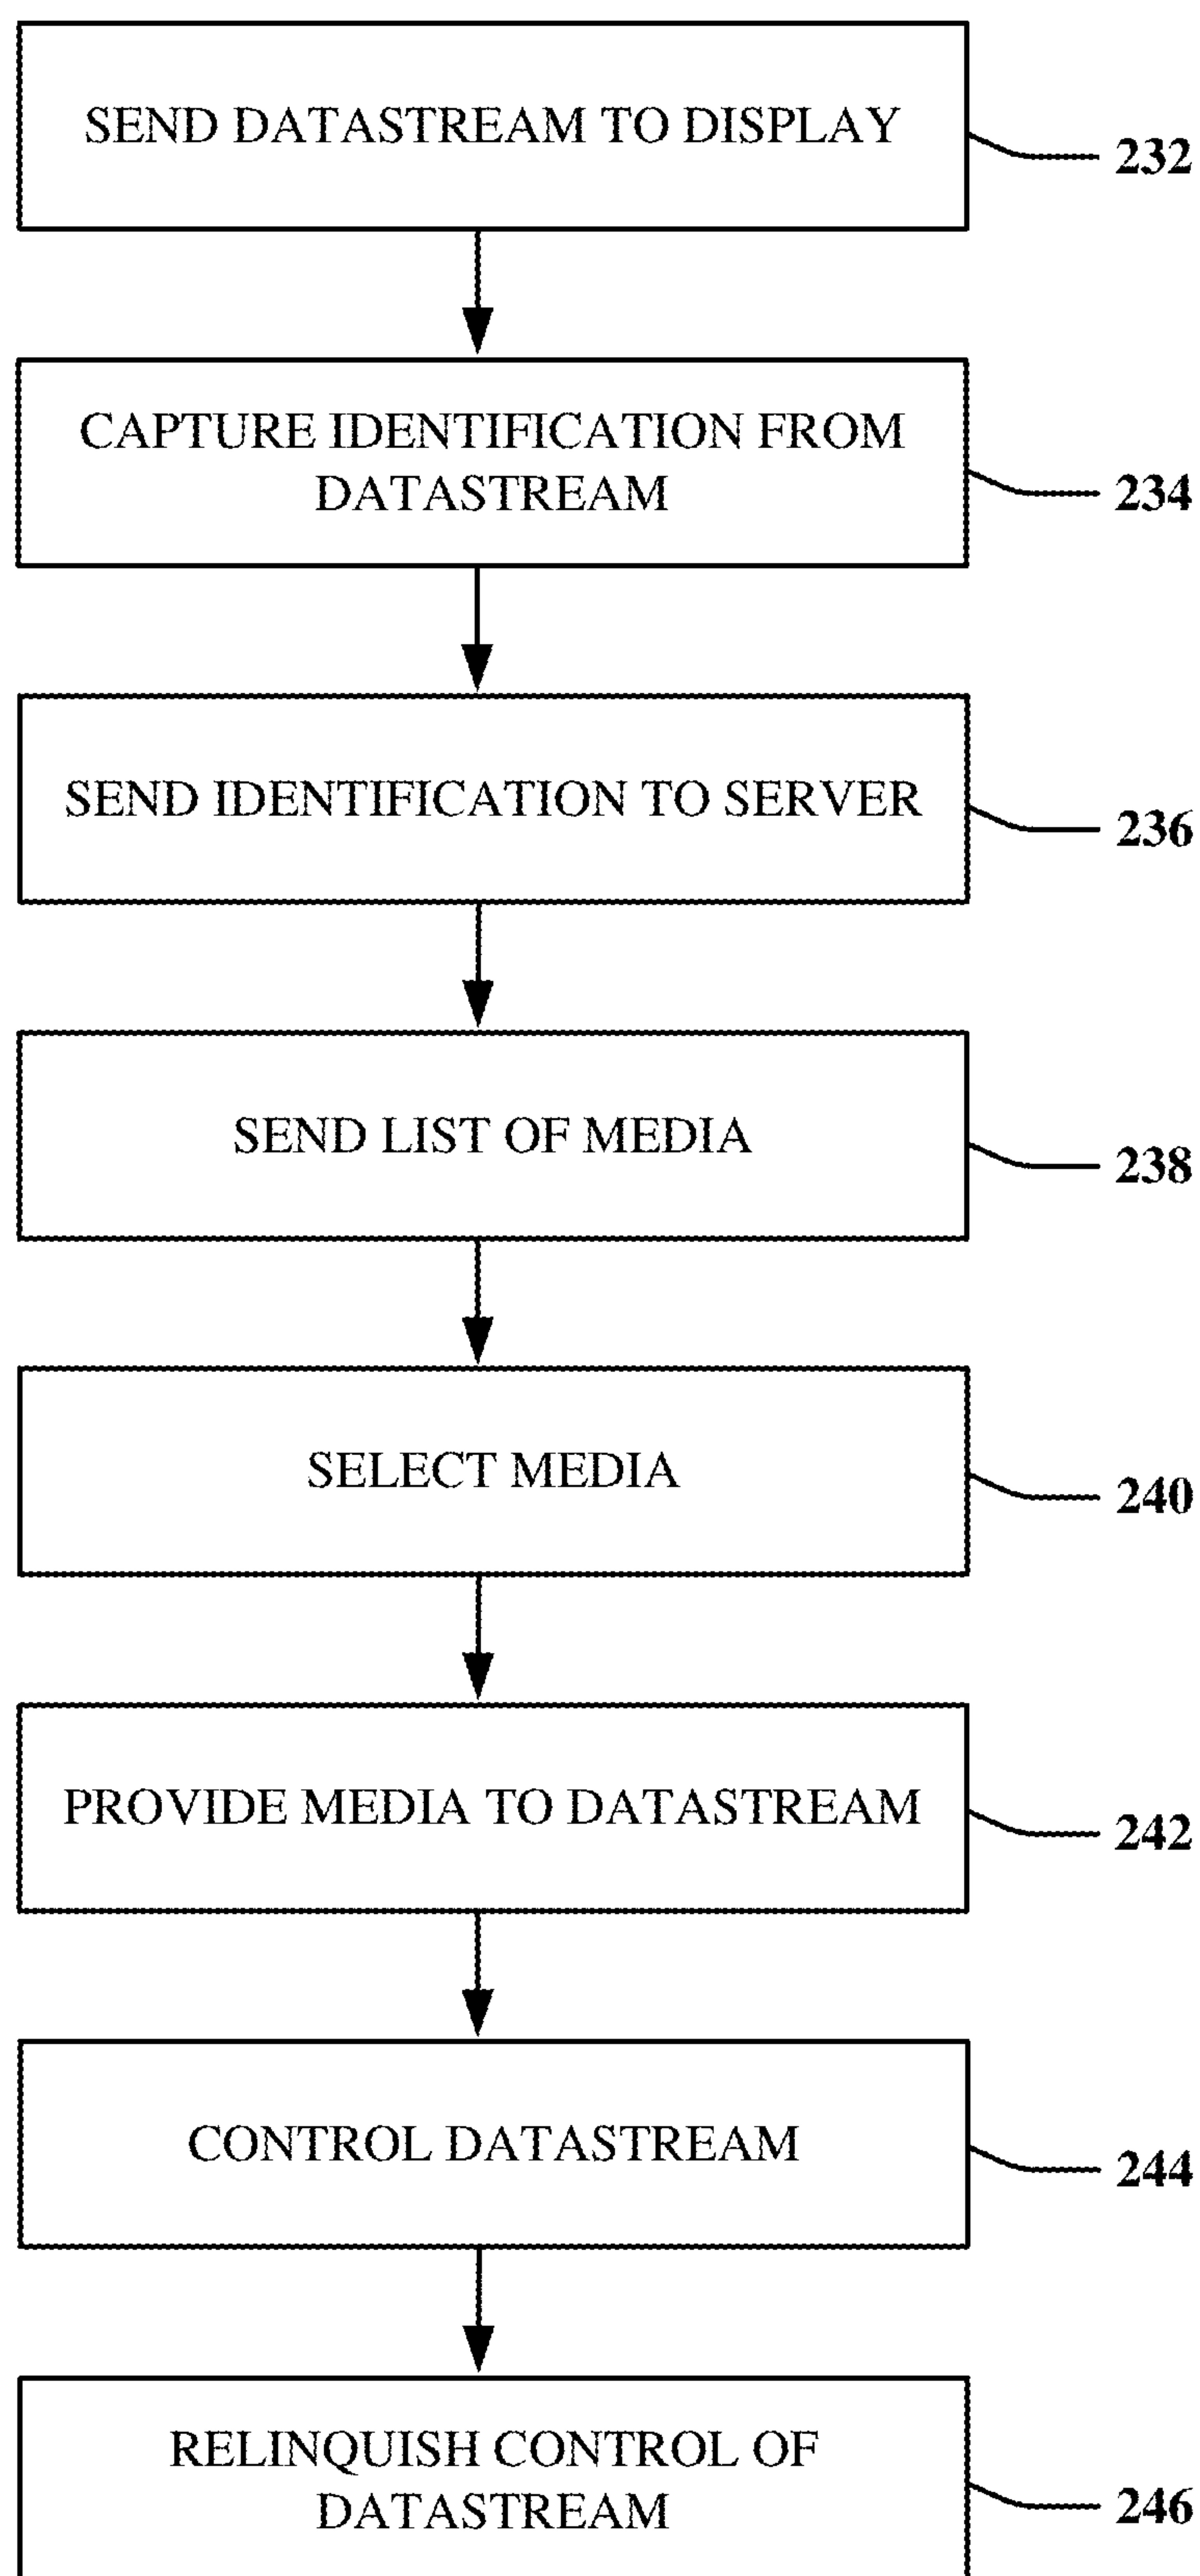 SEND DATASTREAM TO DISPLAY
232
CAPTURE IDENTIFICATION FROM
DATASTREAM
234
SEND IDENTIFICATION TO SERVER
236
SEND LIST OF MEDIA
238
SELECT MEDIA
240
PROVIDE MEDIA TO DATASTREAM
242
CONTROL DATASTREAM
244
RELINQUISH CONTROL OF
DATASTREAM
246